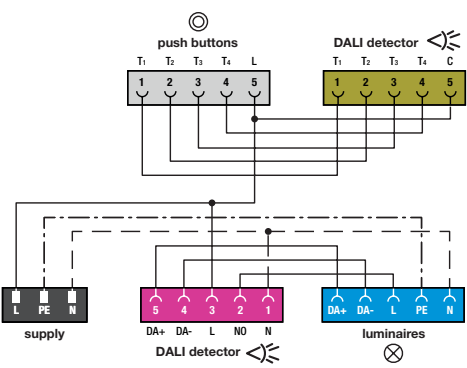 push buttons
DALI detector
T1 T2 T3 T4 L
T1 T2 T3 T4 C
1 2 3 4 5
1 2 3 4 5
L PE N
5 4 3 2 1
DA+ DA- L PE N
supply
DA+ DA- L NO N
luminaires
DALI detector